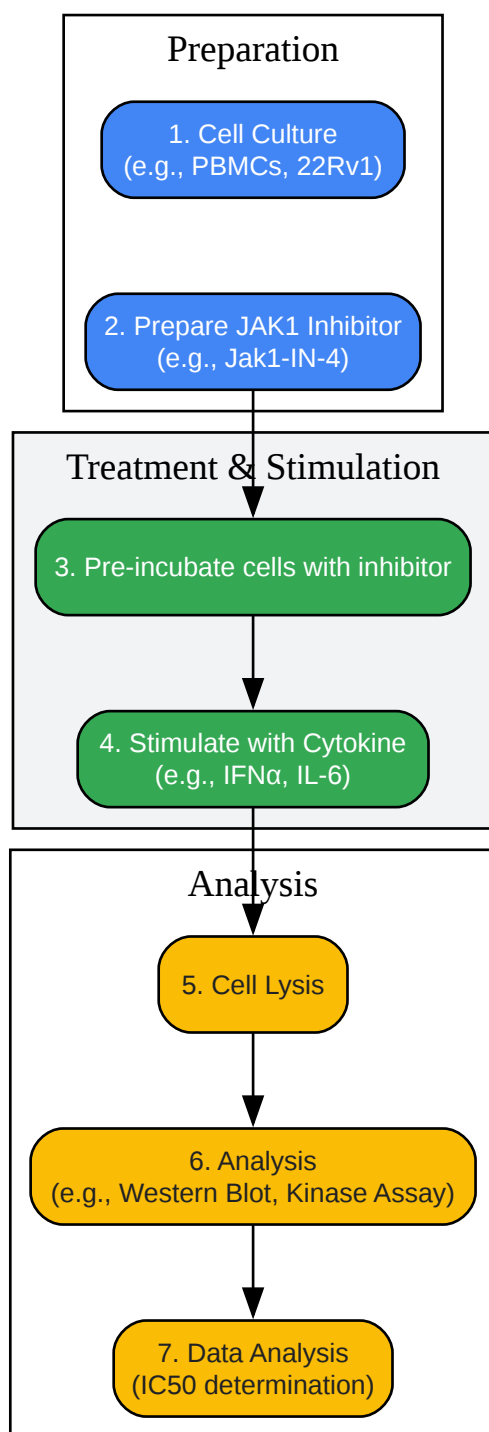 Preparation
1. Cell Culture
(e.g., PBMCs, 22Rv1)
2. Prepare JAK1 Inhibitor
(e.g., Jak1-IN-4)
Treatment & Stimulation
3. Pre-incubate cells with inhibitor
4. Stimulate with Cytokine
(e.g., IFNα, IL-6)
Analysis
5. Cell Lysis
6. Analysis
(e.g., Western Blot, Kinase Assay)
7. Data Analysis
(IC50 determination)